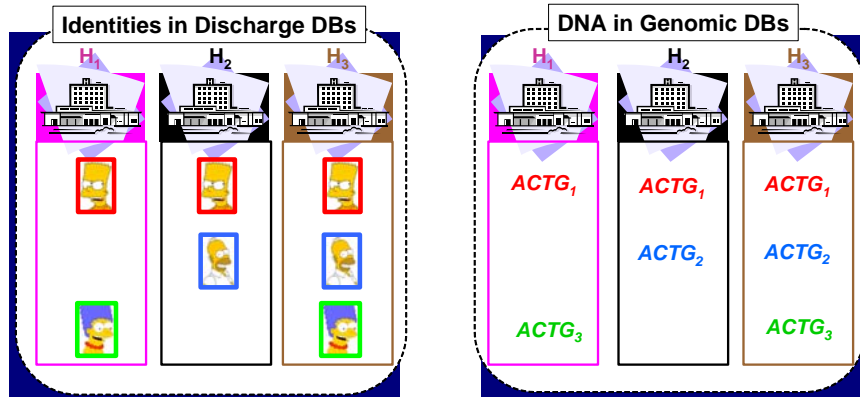 Identities in Discharge DBs
H₁ H₂ H₃
DNA in Genomic DBs
H₁ H₂ H₃
ACTG₁ ACTG₁ ACTG₁
ACTG₂ ACTG₂
ACTG₃ ACTG₃